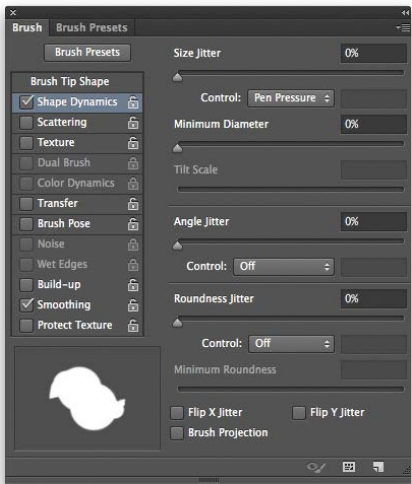 Brush Brush Presets
Brush Presets
Brush Tip Shape
Shape Dynamics
Scattering
Texture
Dual Brush
Color Dynamics
Transfer
Brush Pose
Noise
Wet Edges
Build-up
Smoothing
Protect Texture
Size Jitter 0%
Control: Pen Pressure
Minimum Diameter 0%
Tilt Scale
Angle Jitter 0%
Control: Off
Roundness Jitter 0%
Control: Off
Minimum Roundness
Flip X Jitter Flip Y Jitter
Brush Projection